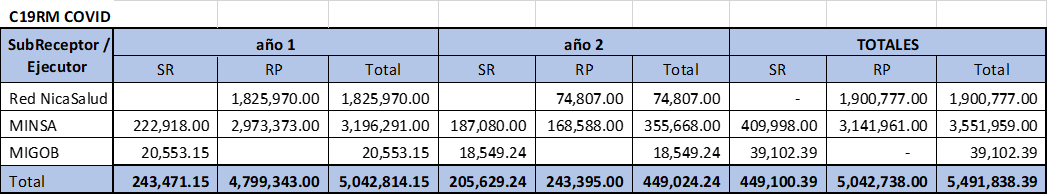 C19RM COVID
SubReceptor / Ejecutor año 1 año 2 TOTALES
SR RP Total SR RP Total SR RP Total
Red NicaSalud 1,825,970.00 1,825,970.00 74,807.00 74,807.00 - 1,900,777.00 1,900,777.00
MINSA 222,918.00 2,973,373.00 3,196,291.00 187,080.00 168,588.00 355,668.00 409,998.00 3,141,961.00 3,551,959.00
MIGOB 20,553.15 20,553.15 18,549.24 18,549.24 39,102.39 - 39,102.39
Total 243,471.15 4,799,343.00 5,042,814.15 205,629.24 243,395.00 449,024.24 449,100.39 5,042,738.00 5,491,838.39